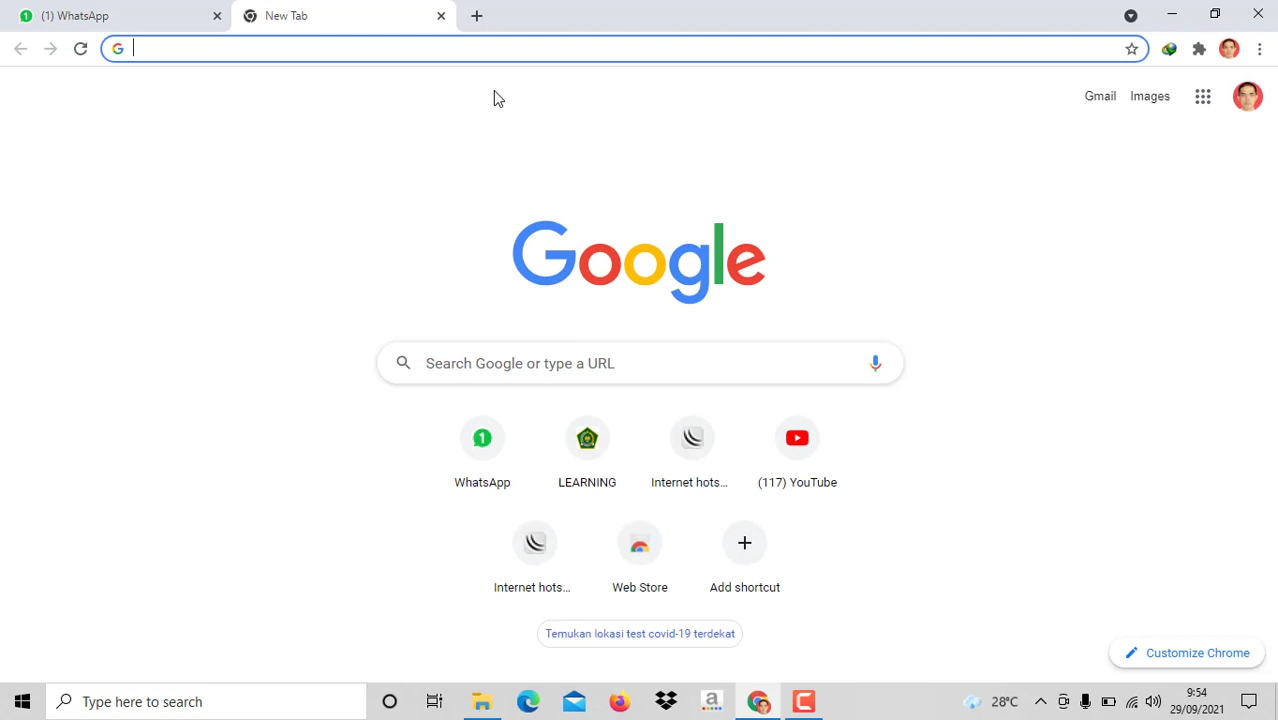 (1) WhatsApp
New Tab
Gmail Images
Google
Search Google or type a URL
WhatsApp LEARNING Internet hots... (117) YouTube
Internet hots... Web Store Add shortcut
Temukan lokasi test covid-19 terdekat
Customize Chrome
Type here to search
28°C
9:54
29/09/2021